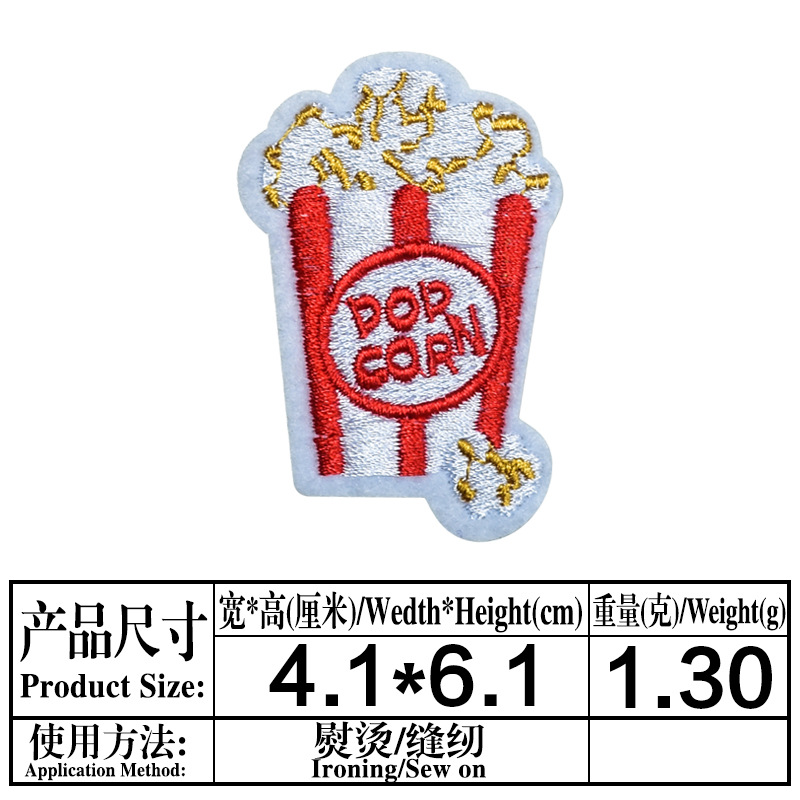 POP
CORN
产品尺寸
Product Size:
宽*高(厘米)/Wedth*Height(cm)
重量(克)/Weight(g)
4.1*6.1
1.30
使用方法:
Application Method:
熨烫/缝纫
Ironing/Sew on